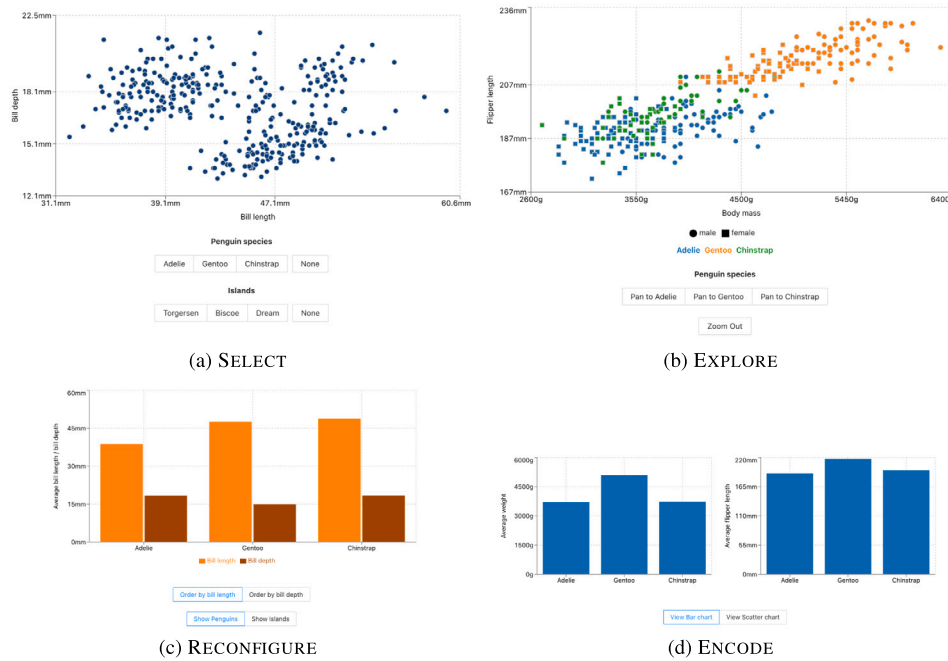 22.5mm
18.1mm
15.1mm
12.1mm
Bill depth
31.1mm 39.1mm 47.1mm 60.6mm
Bill length
Penguin species
Adelie Gentoo Chinstrap None
Islands
Torgersen Biscoe Dream None
(a) SELECT
236mm
207mm
187mm
167mm
Flipper length
2600g 3550g 4500g 5450g 6400
Body mass
male female
Adelie Gentoo Chinstrap
Penguin species
Pan to Adelie Pan to Gentoo Pan to Chinstrap
Zoom Out
(b) EXPLORE
60mm
45mm
30mm
15mm
0mm
Average bill length / bil depth
Adelie Gentoo Chinstrap
Bill length Bill depth
Order by bill length Order by bill depth
Show Penguins Show islands
(c) RECONFIGURE
6000g
4500g
3000g
1500g
0g
Average weight
Adelie Gentoo Chinstrap
220mm
165mm
110mm
55mm
0mm
Average flipper length
Adelie Gentoo Chinstrap
View Bar chart View Scatter chart
(d) ENCODE